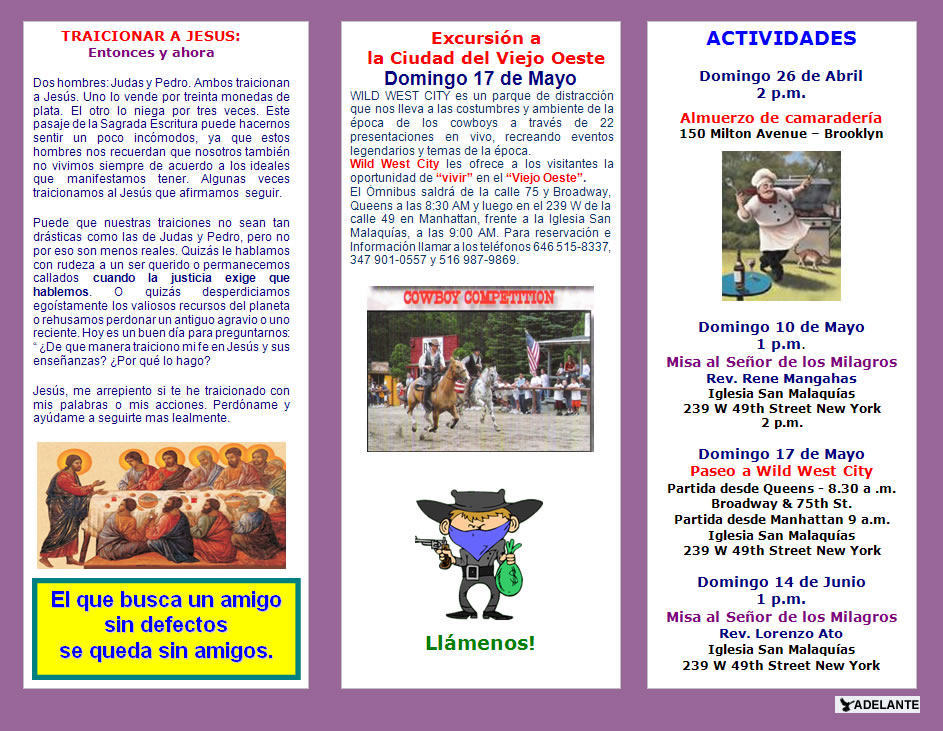 TRAICIONAR A JESUS:
Entonces y ahora
Dos hombres: Judas y Pedro. Ambos traicionan
a Jesús. Uno lo vende por treinta monedas de
plata. El otro lo niega por tres veces. Este
pasaje de la Sagrada Escritura puede hacernos
sentir un poco incómodos, ya que estos
hombres nos recuerdan que nosotros también
no vivimos siempre de acuerdo a los ideales
que manifestamos tener. Algunas veces
traicionamos al Jesús que afirmamos seguir.
Puede que nuestras traiciones no sean tan
drásticas como las de Judas y Pedro, pero no
por eso son menos reales. Quizás le hablamos
con rudeza a un ser querido o permanecemos
callados cuando la justicia exige que
hablemos. O quizás desperdiciamos
egoístamente los valiosos recursos del planeta
o rehusamos perdonar un antiguo agravio o uno
reciente. Hoy es un buen día para preguntarnos:
“ ¿De que manera traiciono mi fe en Jesús y sus
enseñanzas? ¿Por qué lo hago?
Jesús, me arrepiento si te he traicionado con
mis palabras o mis acciones. Perdóname y
ayúdame a seguirte mas lealmente.
El que busca un amigo
sin defectos
se queda sin amigos.
Excursión a
la Ciudad del Viejo Oeste
Domingo 17 de Mayo
WILD WEST CITY es un parque de distracción
que nos lleva a las costumbres y ambiente de la
época de los cowboys a través de 22
presentaciones en vivo, recreando eventos
legendarios y temas de la época.
Wild West City les ofrece a los visitantes la
oportunidad de “vivir” en el “Viejo Oeste”.
El Ómnibus saldrá de la calle 75 y Broadway,
Queens a las 8:30 AM y luego en el 239 W de la
calle 49 en Manhattan, frente a la Iglesia San
Malaquías, a las 9:00 AM. Para reservación e
Información llamar a los teléfonos 646 515-8337,
347 901-0557 y 516 987-9869.
COWBOY COMPETITION
Llámenos!
ACTIVIDADES
Domingo 26 de Abril
2 p.m.
Almuerzo de camaradería
150 Milton Avenue – Brooklyn
Domingo 10 de Mayo
1 p.m.
Misa al Señor de los Milagros
Rev. Rene Mangahas
Iglesia San Malaquías
239 W 49th Street New York
2 p.m.
Domingo 17 de Mayo
Paseo a Wild West City
Partida desde Queens - 8.30 a .m.
Broadway & 75th St.
Partida desde Manhattan 9 a.m.
Iglesia San Malaquías
239 W 49th Street New York
Domingo 14 de Junio
1 p.m.
Misa al Señor de los Milagros
Rev. Lorenzo Ato
Iglesia San Malaquías
239 W 49th Street New York
ADELANTE